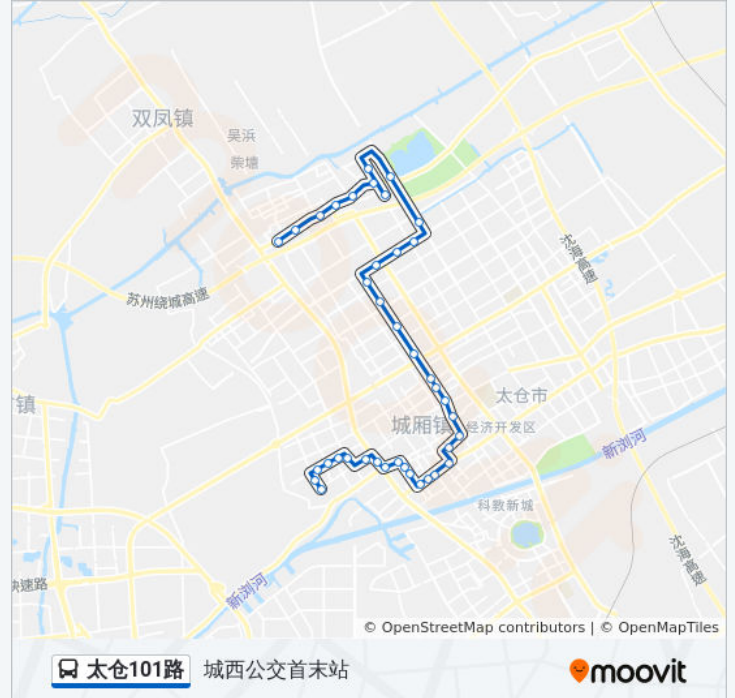 双凤镇
吴浜
柴塘
沈海高速
苏州绕城高速
镇
太仓市
城厢镇
经济开发区
新浏河
科教新城
沈海高速
快速路
新浏河
© OpenStreetMap contributors | © OpenMapTiles
太仓101路 城西公交首末站
moovit